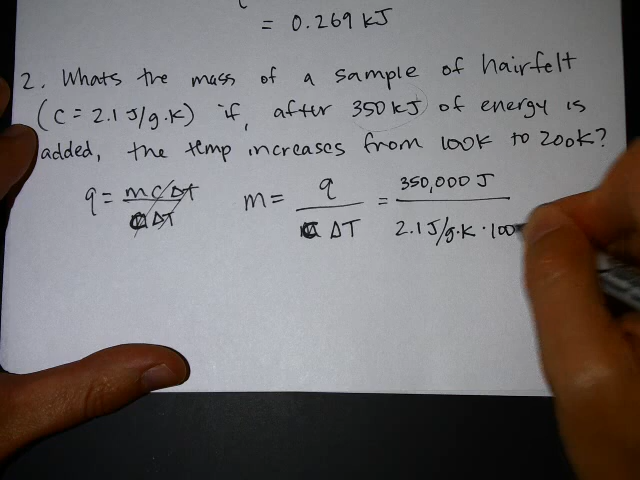 = 0.269 kJ
2. Whats the mass of a sample of hairfelt
(C = 2.1 J/g.K) if, after 350 kJ of energy is
added, the temp increases from 100K to 200K?
q = mCΔT / CΔT m = q / C ΔT = 350,000 J / 2.1 J/g.K · 100